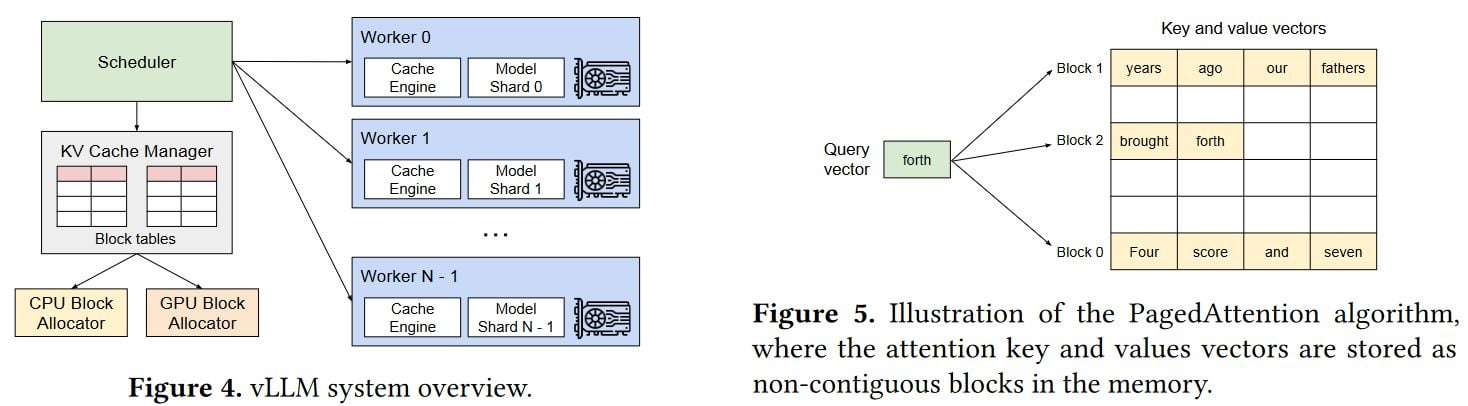 Scheduler
KV Cache Manager
Block tables
CPU Block
Allocator
GPU Block
Allocator
Worker 0
Cache
Engine
Model
Shard 0
Worker 1
Cache
Engine
Model
Shard 1
...
Worker N - 1
Cache
Engine
Model
Shard N - 1
Figure 4. vLLM system overview.
Key and value vectors
Query
vector
forth
Block 1
years ago our fathers
Block 2
brought forth
Block 0
Four score and seven
Figure 5. Illustration of the PagedAttention algorithm,
where the attention key and values vectors are stored as
non-contiguous blocks in the memory.